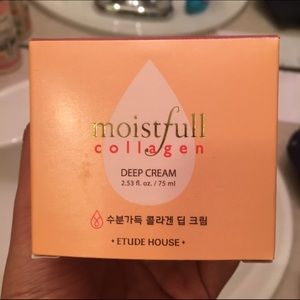 moistfull
collagen
DEEP CREAM
2.53 fl. oz. / 75 ml
수분가득 콜라겐 딥 크림
• ETUDE HOUSE •